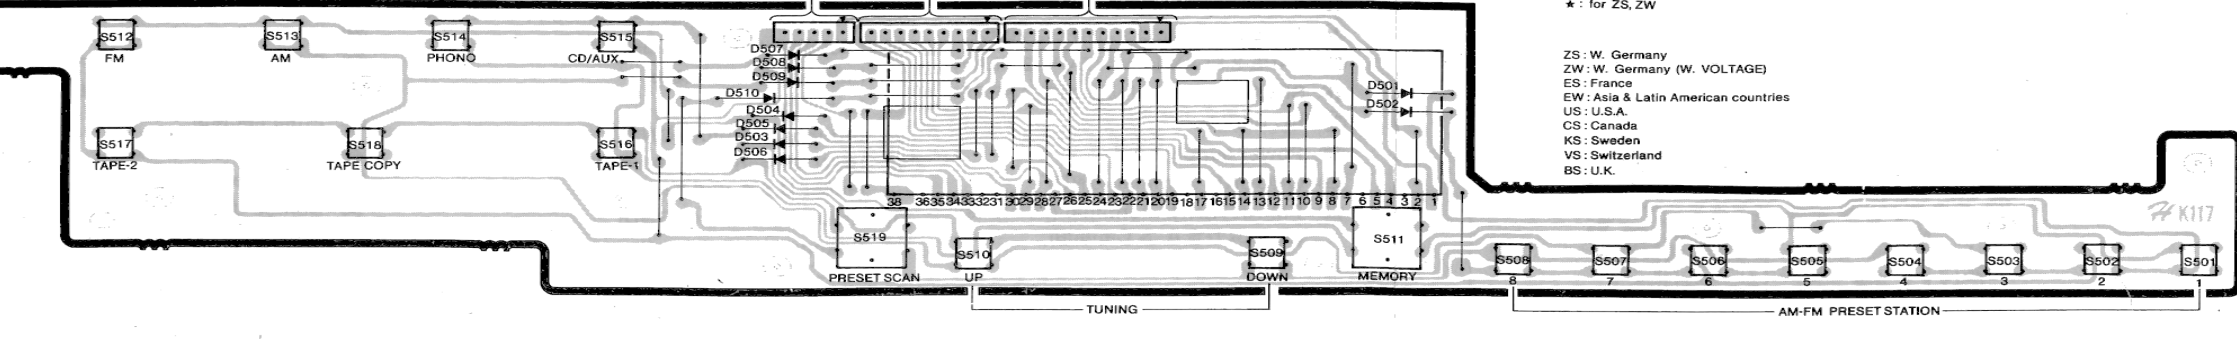 ★ : for ZS, ZW
S512 S513 S514 S515
FM AM PHONO CD/AUX
D507
D508
D509
D510
D504
D505
D503
D506
D501
D502
ZS : W. Germany
ZW : W. Germany (W. VOLTAGE)
ES : France
EW : Asia & Latin American countries
US : U.S.A.
CS : Canada
KS : Sweden
VS : Switzerland
BS : U.K.
S517 S518 S516
TAPE-2 TAPE COPY TAPE-1
38 36 35 34 33 32 31 30 29 28 27 26 25 24 23 22 21 20 19 18 17 16 15 14 13 12 11 10 9 8 7 6 5 4 3 2 1
K117
S519 S510 S509 S511
PRESET SCAN UP DOWN MEMORY
S508 S507 S506 S505 S504 S503 S502 S501
8 7 6 5 4 3 2 1
TUNING
AM-FM PRESET STATION